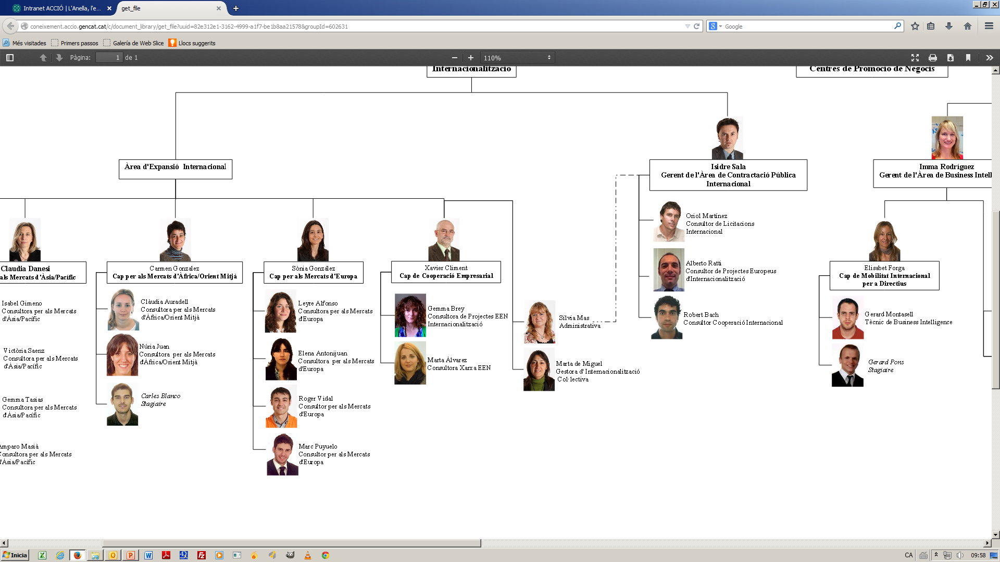 Intranet ACCIÓ | L'Anella, l'e...
get_file
coneixement.accio.gencat.cat/c/document_library/get_file?uuid=82e312e1-3162-4999-a1f7-be1b8aa21578&groupId=602631
Google
Més visitades
Primers passos
Galería de Web Slice
Llocs suggerits
Pàgina:
1
de 1
110%
Internacionalització
Centres de Promoció de Negocis
Àrea d'Expansió Internacional
Isidre Sala
Gerent de l'Àrea de Contractació Pública
Internacional
Imma Rodríguez
Gerent de l'Àrea de Business Intell
Oriol Martínez
Consultor de Licitacions
Internacional
Alberto Ratti
Consultor de Projectes Europeus
d'Internacionalització
Robert Bach
Consultor Cooperació Internacional
Claudia Danesi
als Mercats d'Àsia/Pacífic
Carmen Gonzalez
Cap per als Mercats d'Àfrica/Orient Mitjà
Sònia González
Cap per als Mercats d'Europa
Xavier Climent
Cap de Cooperació Empresarial
Elisabet Forga
Cap de Mobilitat Internacional
per a Directius
Isabel Gimeno
Consultora per als Mercats
d'Àsia/Pacífic
Victòria Saenz
Consultora per als Mercats
d'Àsia/Pacífic
Gemma Tasias
Consultora per als Mercats
d'Àsia/Pacífic
Amparo Masià
Consultora per als Mercats
d'Àsia/Pacífic
Clàudia Auradell
Consultora per als Mercats
d'Àfrica/Orient Mitjà
Núria Juan
Consultora per als Mercats
d'Àfrica/Orient Mitjà
Carles Blanco
Stagiaire
Leyre Alfonso
Consultora per als Mercats
d'Europa
Elena Antonijuan
Consultora per als Mercats
d'Europa
Roger Vidal
Consultor per als Mercats
d'Europa
Marc Puyuelo
Consultor per als Mercats
d'Europa
Gemma Brey
Consultora de Projectes EEN
Internacionalització
Marta Álvarez
Consultora Xarxa EEN
Sílvia Mas
Administrativa
Marta de Miguel
Gestora d' Internacionalització
Col·lectiva
Gerard Montasell
Tècnic de Business Intelligence
Gerard Pons
Stagiaire
Inicia
CA
09:58